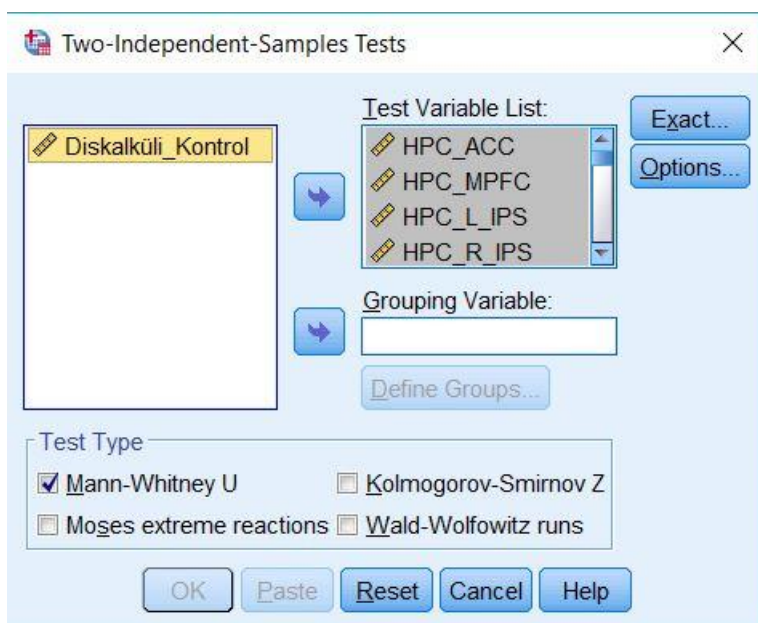 Two-Independent-Samples Tests
Diskalküli_Kontrol
Test Variable List:
HPC_ACC
HPC_MPFC
HPC_L_IPS
HPC_R_IPS
Exact...
Options...
Grouping Variable:
Define Groups...
Test Type
Mann-Whitney U
Kolmogorov-Smirnov Z
Moses extreme reactions
Wald-Wolfowitz runs
OK
Paste
Reset
Cancel
Help